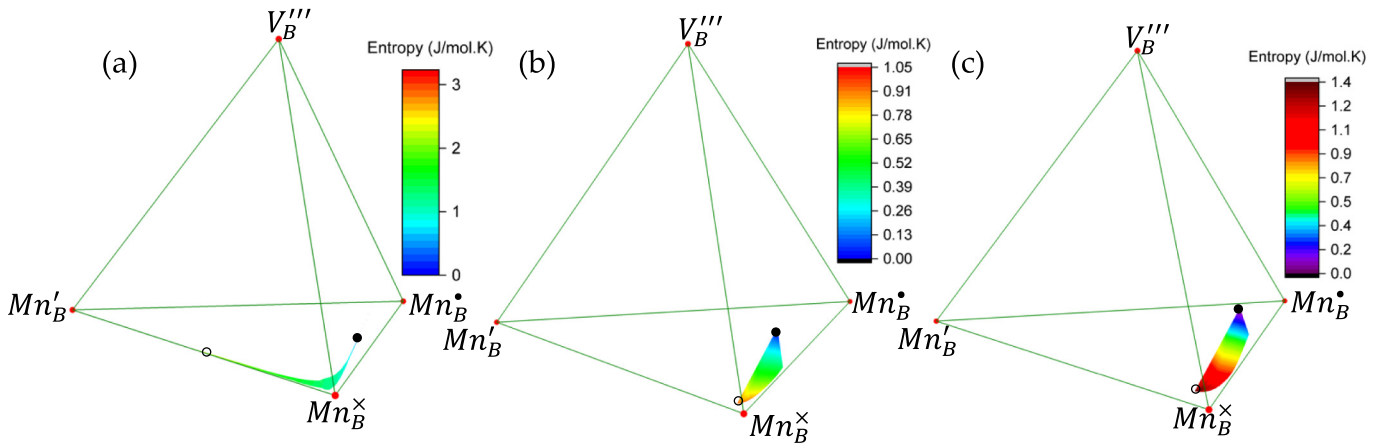 (a)
V_B'''
Entropy (J/mol.K)
3
2
1
0
Mn_B'
Mn_B^•
Mn_B^×
(b)
V_B'''
Entropy (J/mol.K)
1.05
0.91
0.78
0.65
0.52
0.39
0.26
0.13
0.00
Mn_B'
Mn_B^•
Mn_B^×
(c)
V_B'''
Entropy (J/mol.K)
1.4
1.2
1.1
0.9
0.7
0.5
0.4
0.2
0.0
Mn_B'
Mn_B^•
Mn_B^×